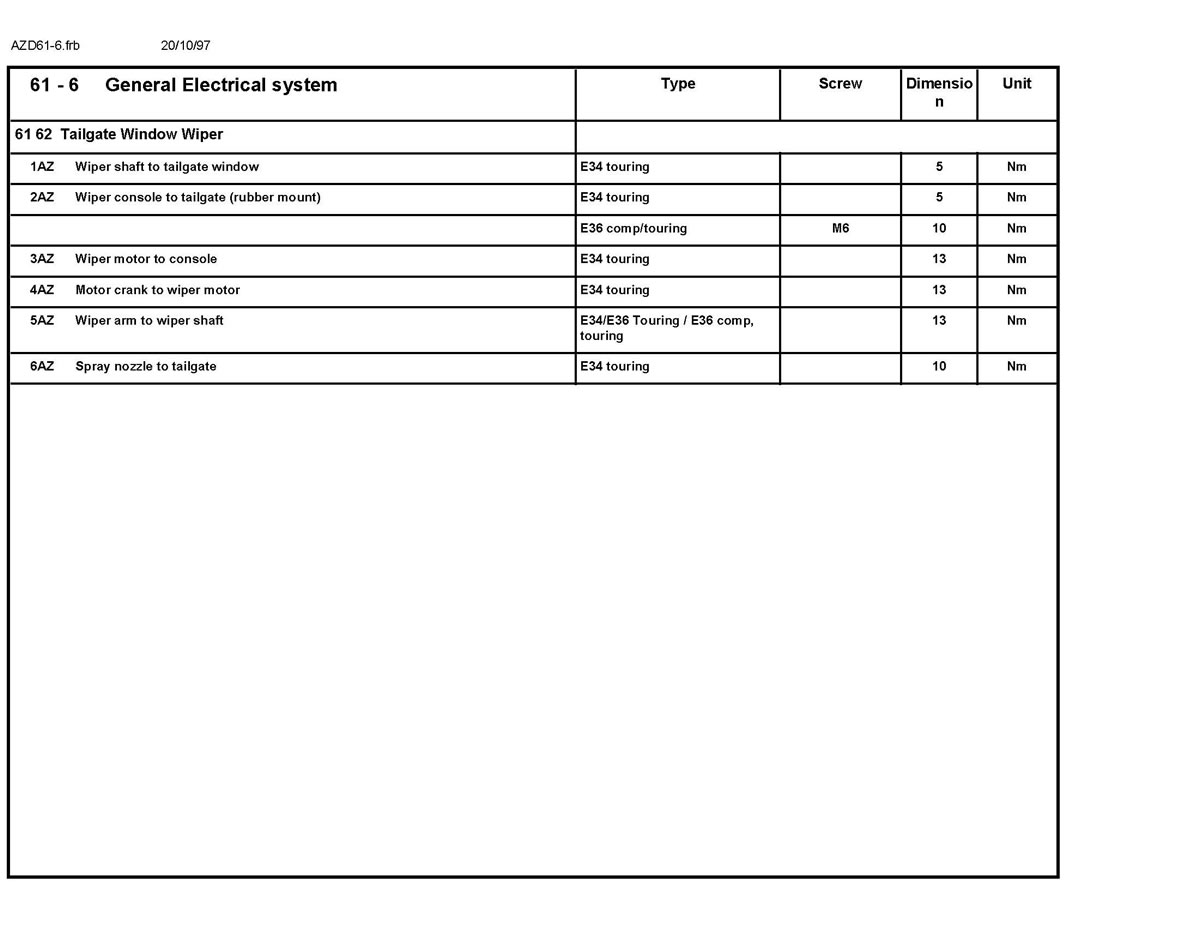 AZD61-6.frb 20/10/97
61 - 6 General Electrical system Type Screw Dimensio Unit
n
61 62 Tailgate Window Wiper
1AZ Wiper shaft to tailgate window E34 touring 5 Nm
2AZ Wiper console to tailgate (rubber mount) E34 touring 5 Nm
E36 comp/touring M6 10 Nm
3AZ Wiper motor to console E34 touring 13 Nm
4AZ Motor crank to wiper motor E34 touring 13 Nm
5AZ Wiper arm to wiper shaft E34/E36 Touring / E36 comp, 13 Nm
touring
6AZ Spray nozzle to tailgate E34 touring 10 Nm